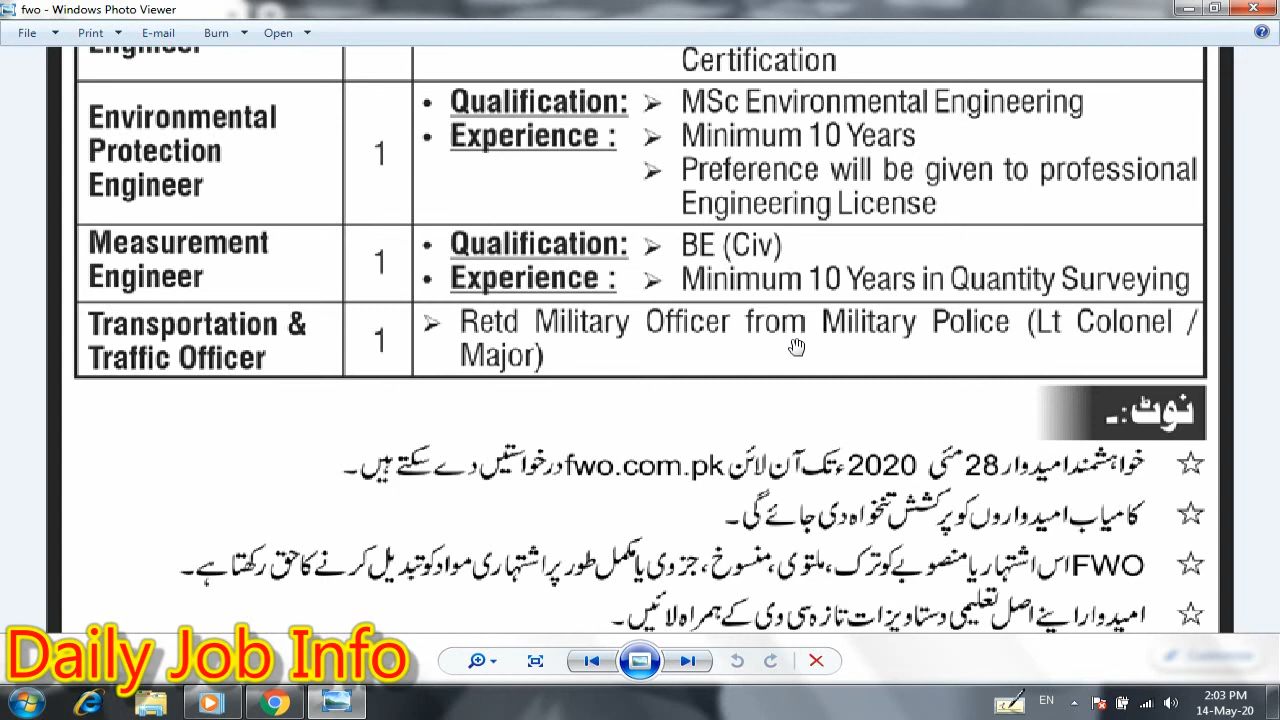 fwo - Windows Photo Viewer
File Print E-mail Burn Open
Engineer
Certification
Environmental Protection Engineer
1
• Qualification: ➢ MSc Environmental Engineering
• Experience : ➢ Minimum 10 Years
➢ Preference will be given to professional
Engineering License
Measurement Engineer
1
• Qualification: ➢ BE (Civ)
• Experience : ➢ Minimum 10 Years in Quantity Surveying
Transportation & Traffic Officer
1
➢ Retd Military Officer from Military Police (Lt Colonel /
Major)
نوٹ:۔
☆ خواہشمند امیدوار 28 مئی 2020ء تک آن لائن fwo.com.pk درخواستیں دے سکتے ہیں۔
☆ کامیاب امیدواروں کو پرکشش تنخواہ دی جائے گی۔
☆ FWO اس اشتہار یا منصوبے کو ترک، ملتوی، منسوخ، جزوی یا مکمل طور پر اشتہاری مواد کو تبدیل کرنے کا حق رکھتا ہے۔
☆ امیدوار اپنے اصل تعلیمی دستاویزات تازہ سی وی کے ہمراہ لائیں۔
Daily Job Info
EN
2:03 PM
14-May-20